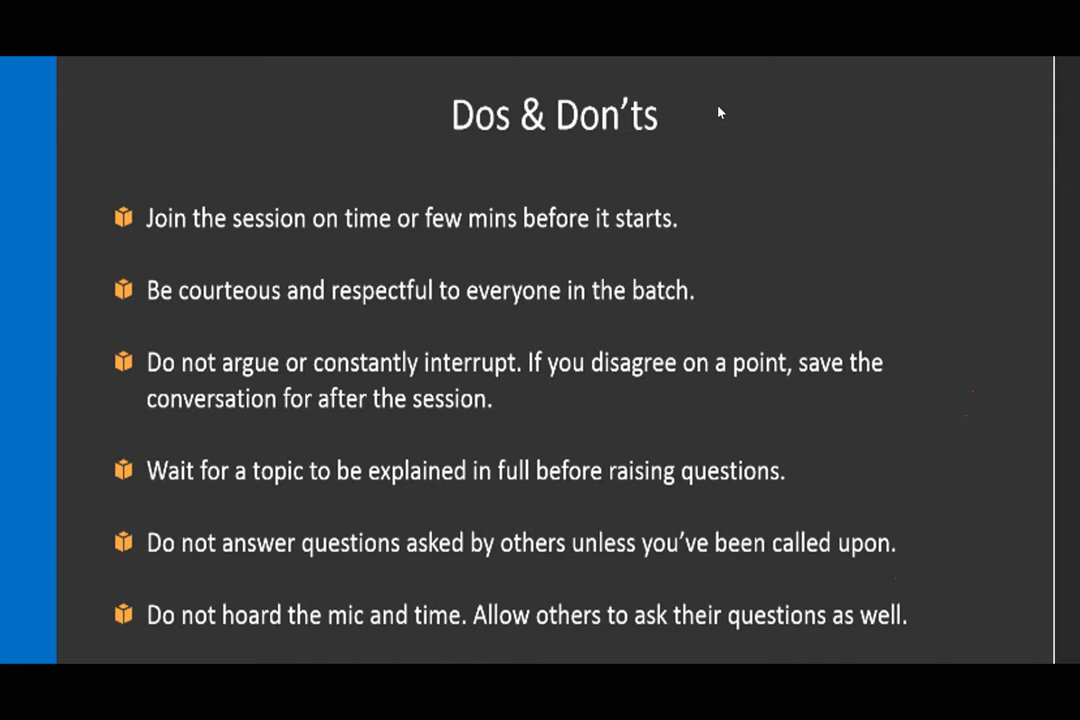 Dos & Don’ts
Join the session on time or few mins before it starts.
Be courteous and respectful to everyone in the batch.
Do not argue or constantly interrupt. If you disagree on a point, save the
conversation for after the session.
Wait for a topic to be explained in full before raising questions.
Do not answer questions asked by others unless you’ve been called upon.
Do not hoard the mic and time. Allow others to ask their questions as well.